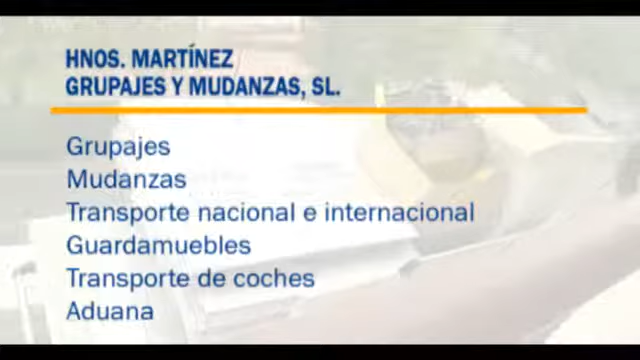 HNOS. MARTÍNEZ
GRUPAJES Y MUDANZAS, SL.
Grupajes
Mudanzas
Transporte nacional e internacional
Guardamuebles
Transporte de coches
Aduana